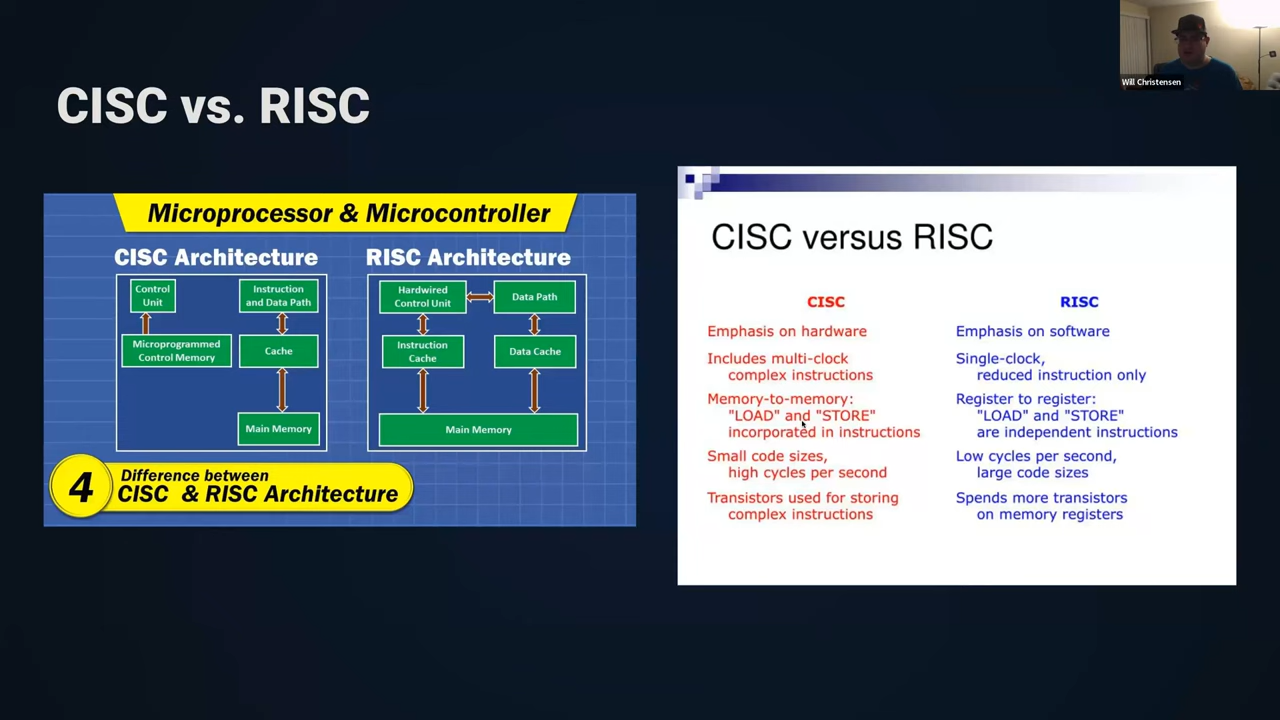 Will Christensen
CISC vs. RISC
Microprocessor & Microcontroller
CISC Architecture
Control
Unit
Instruction
and Data Path
Microprogrammed
Control Memory
Cache
Main Memory
RISC Architecture
Hardwired
Control Unit
Data Path
Instruction
Cache
Data Cache
Main Memory
4
Difference between
CISC & RISC Architecture
CISC versus RISC
CISC
Emphasis on hardware
Includes multi-clock
complex instructions
Memory-to-memory:
"LOAD" and "STORE"
incorporated in instructions
Small code sizes,
high cycles per second
Transistors used for storing
complex instructions
RISC
Emphasis on software
Single-clock,
reduced instruction only
Register to register:
"LOAD" and "STORE"
are independent instructions
Low cycles per second,
large code sizes
Spends more transistors
on memory registers